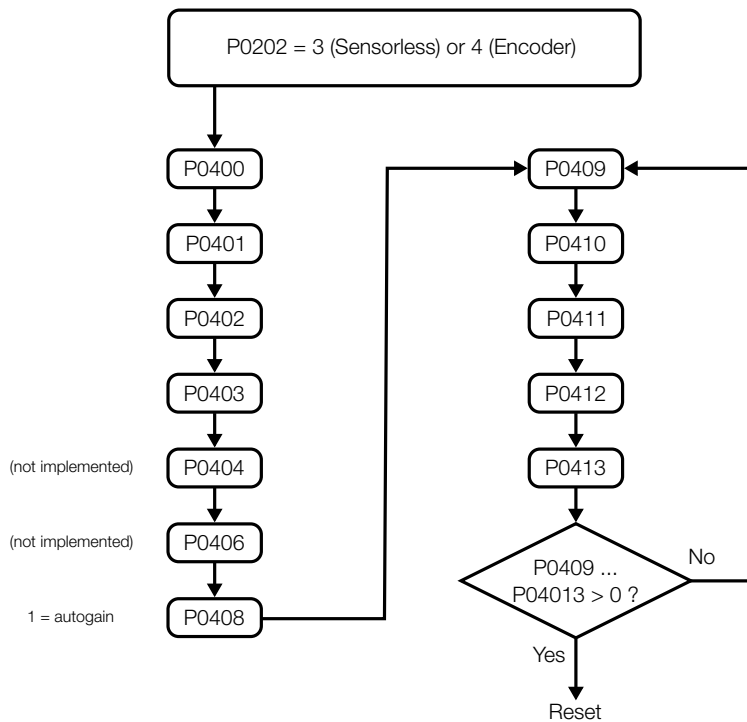 P0202 = 3 (Sensorless) or 4 (Encoder)
P0400
P0401
P0402
P0403
(not implemented)
P0404
(not implemented)
P0406
1 = autogain
P0408
P0409
P0410
P0411
P0412
P0413
P0409 ...
P04013 > 0 ?
No
Yes
Reset